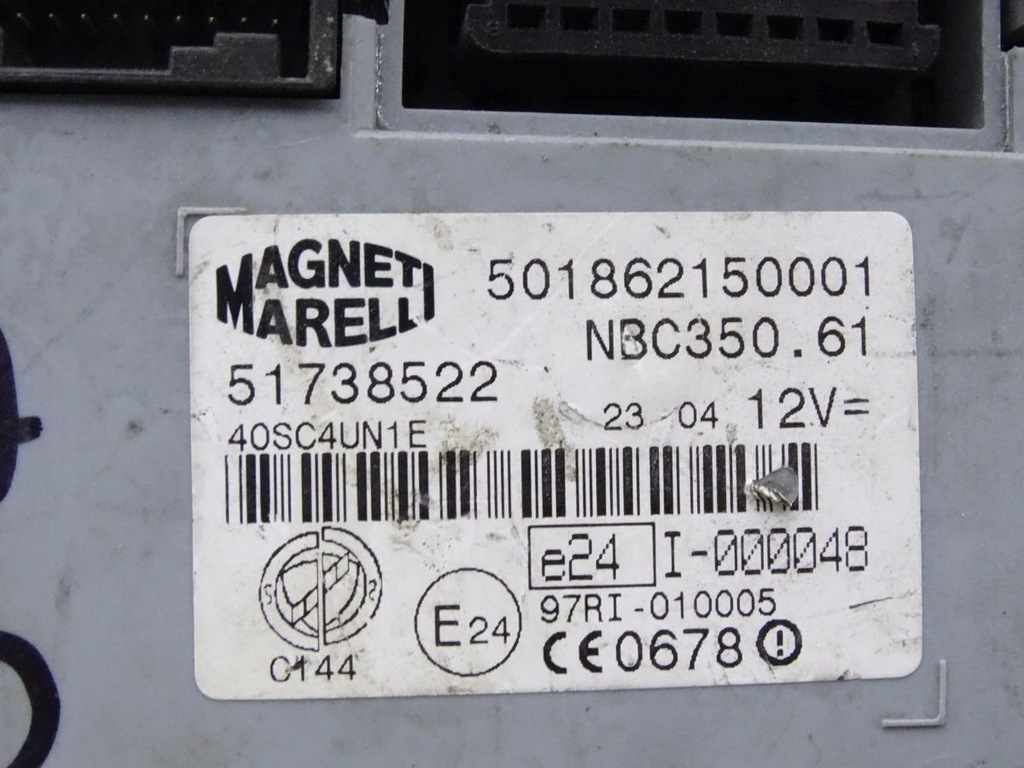 MAGNETI
MARELLI
501862150001
NBC350.61
51738522
23 04 12V=
40SC4UN1E
e24 I-000048
97RI-010005
E24
CE0678
C144